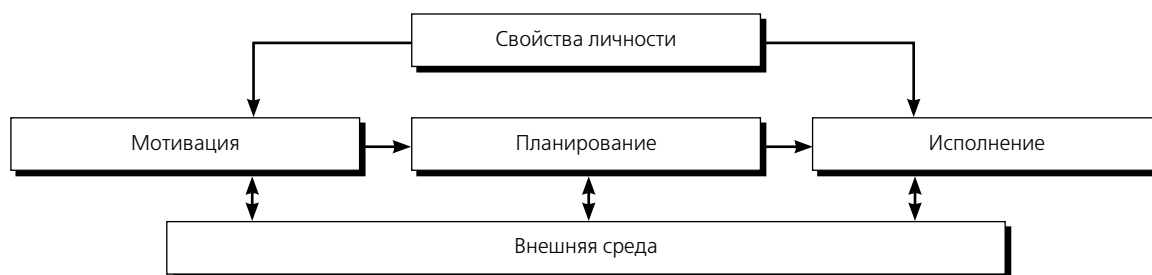 Свойства личности
Мотивация
Планирование
Исполнение
Внешняя среда